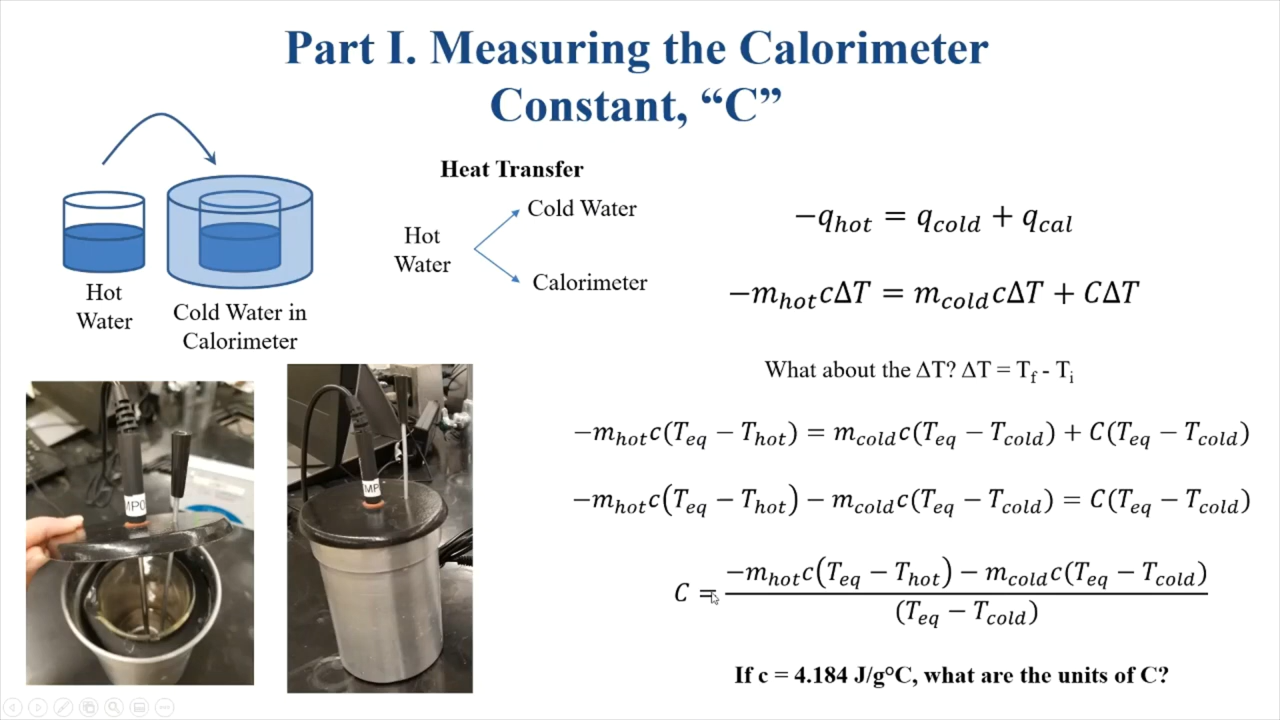 Part I. Measuring the Calorimeter
Constant, “C”
Heat Transfer
Hot
Water
Cold Water
Calorimeter
Hot
Water
Cold Water in
Calorimeter
MPO
MP
−q_hot = q_cold + q_cal
−m_hot cΔT = m_cold cΔT + CΔT
What about the ΔT? ΔT = T_f - T_i
−m_hot c(T_eq − T_hot) = m_cold c(T_eq − T_cold) + C(T_eq − T_cold)
−m_hot c(T_eq − T_hot) − m_cold c(T_eq − T_cold) = C(T_eq − T_cold)
C = (−m_hot c(T_eq − T_hot) − m_cold c(T_eq − T_cold)) / (T_eq − T_cold)
If c = 4.184 J/g°C, what are the units of C?